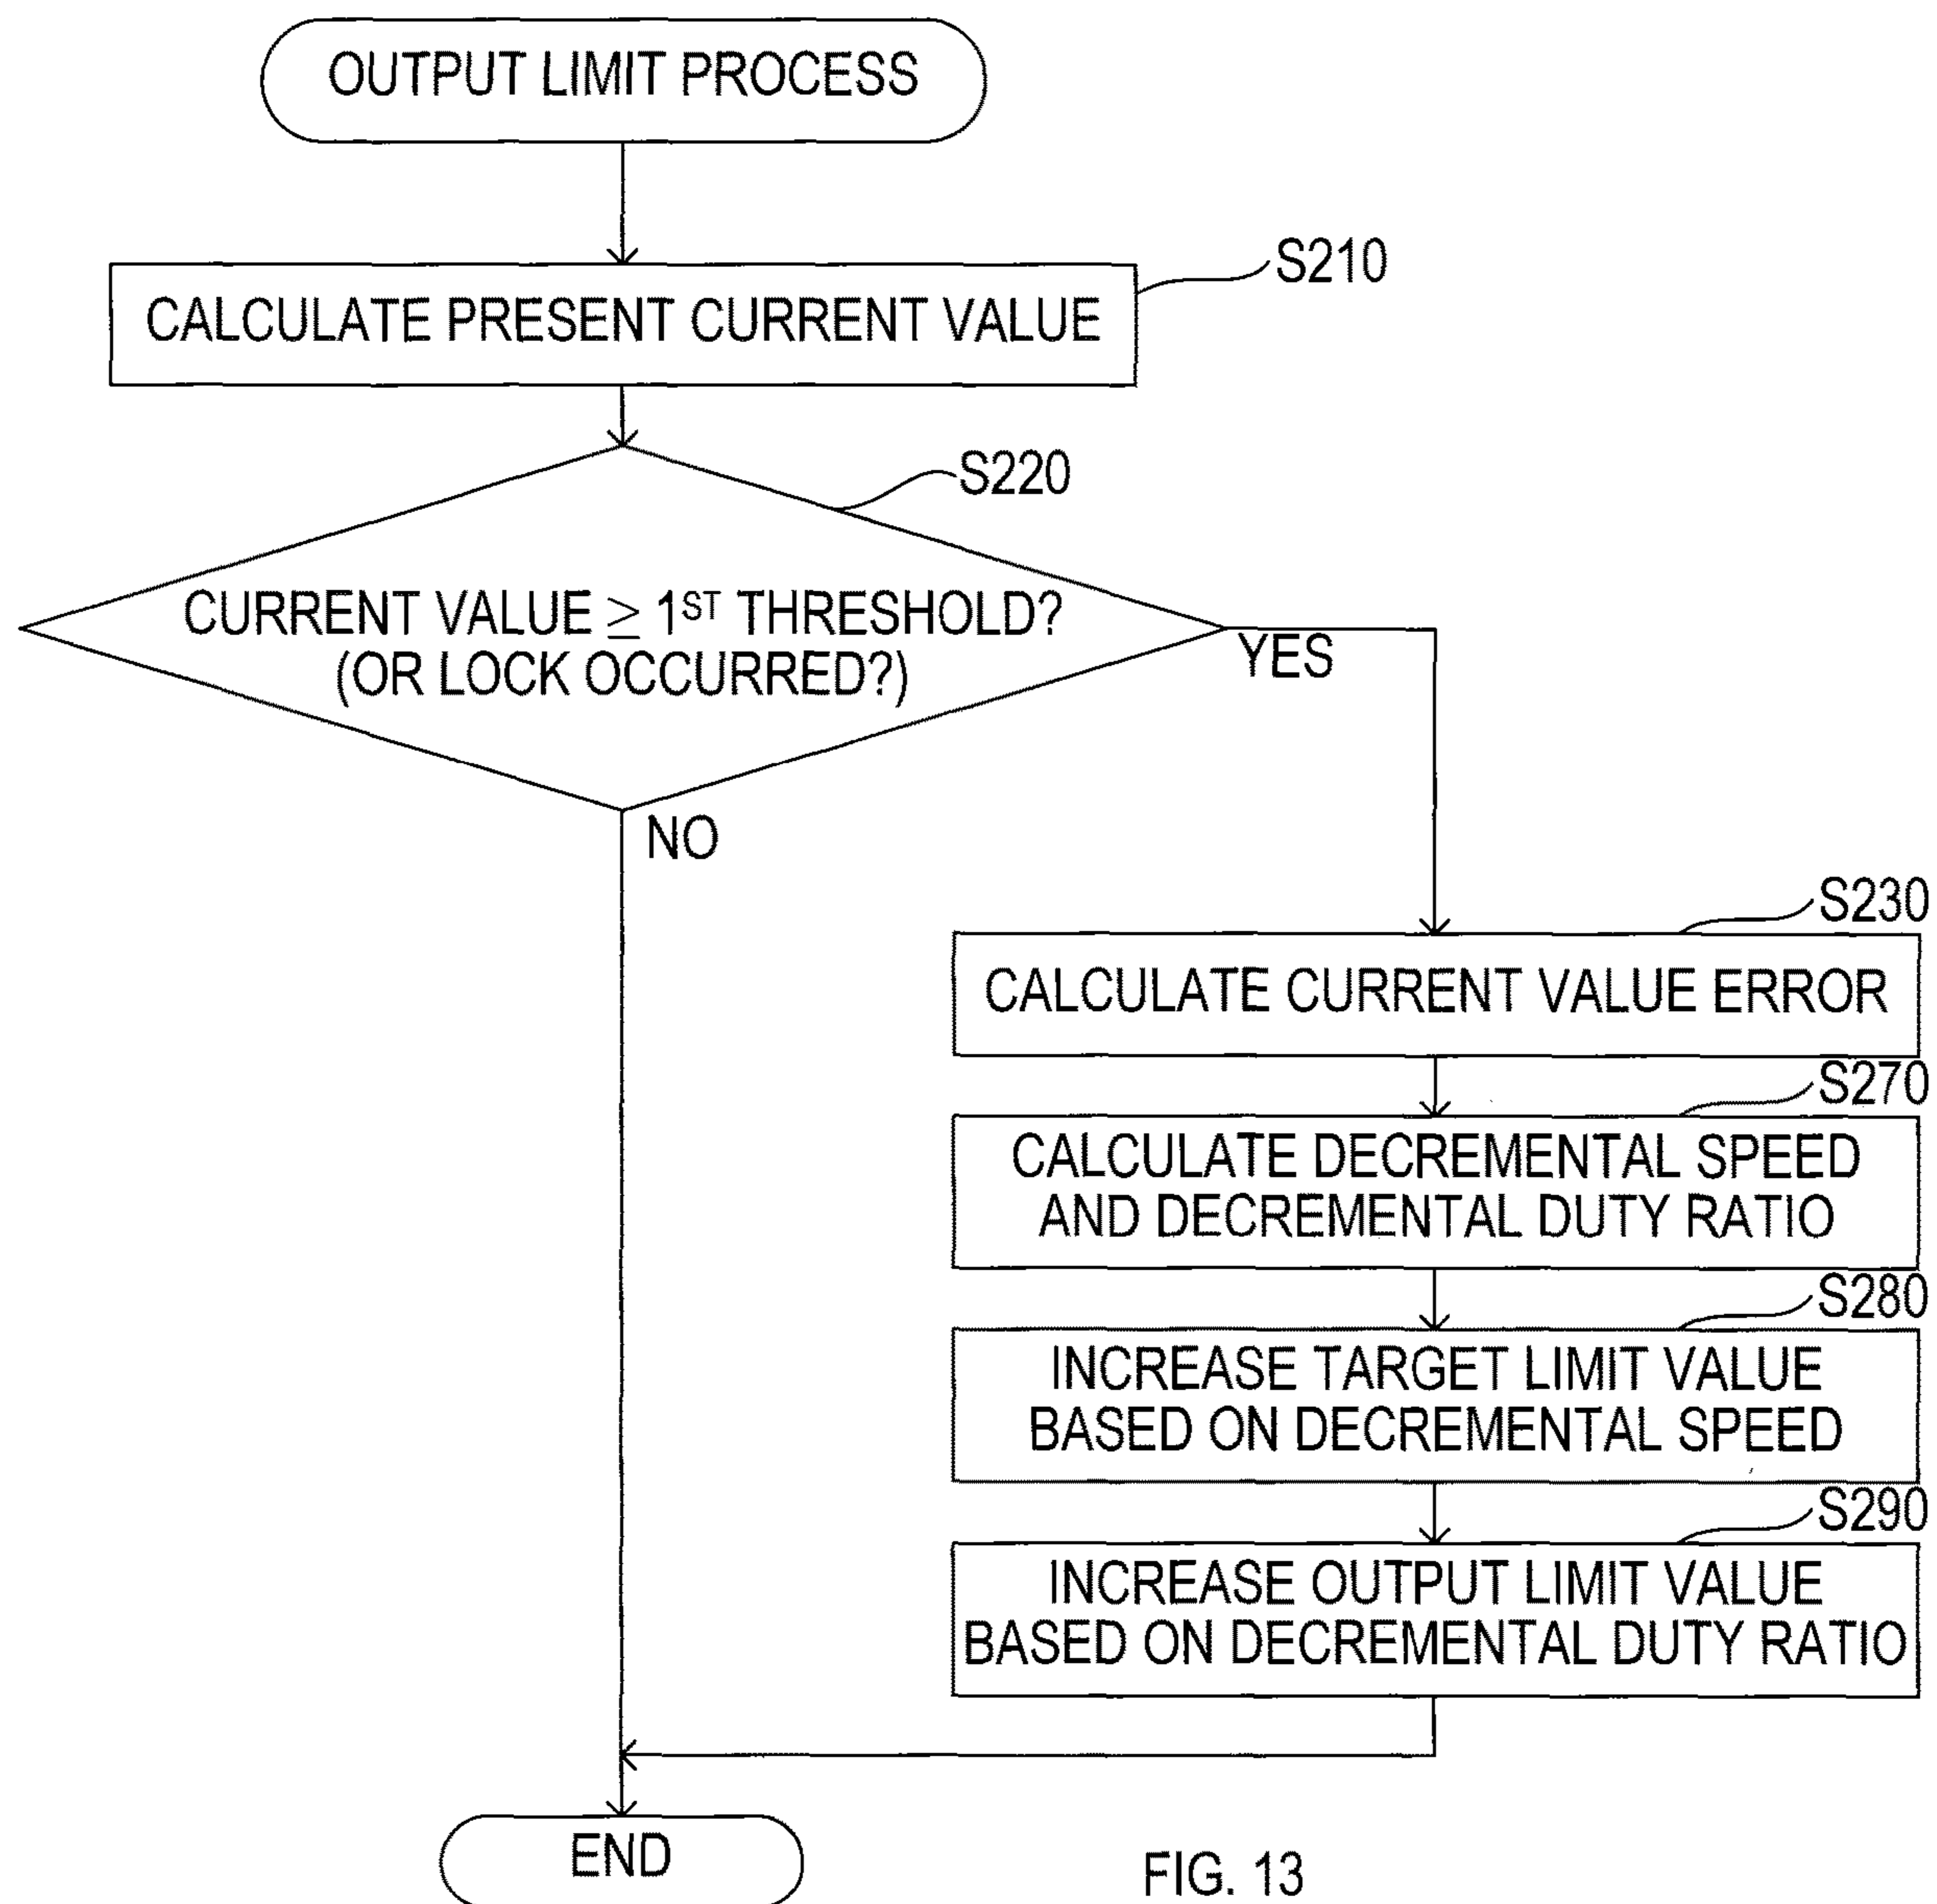 OUTPUT LIMIT PROCESS
S210
CALCULATE PRESENT CURRENT VALUE
S220
CURRENT VALUE ≥ 1ST THRESHOLD?
(OR LOCK OCCURRED?)
YES
NO
S230
CALCULATE CURRENT VALUE ERROR
S270
CALCULATE DECREMENTAL SPEED
AND DECREMENTAL DUTY RATIO
S280
INCREASE TARGET LIMIT VALUE
BASED ON DECREMENTAL SPEED
S290
INCREASE OUTPUT LIMIT VALUE
BASED ON DECREMENTAL DUTY RATIO
END
FIG. 13